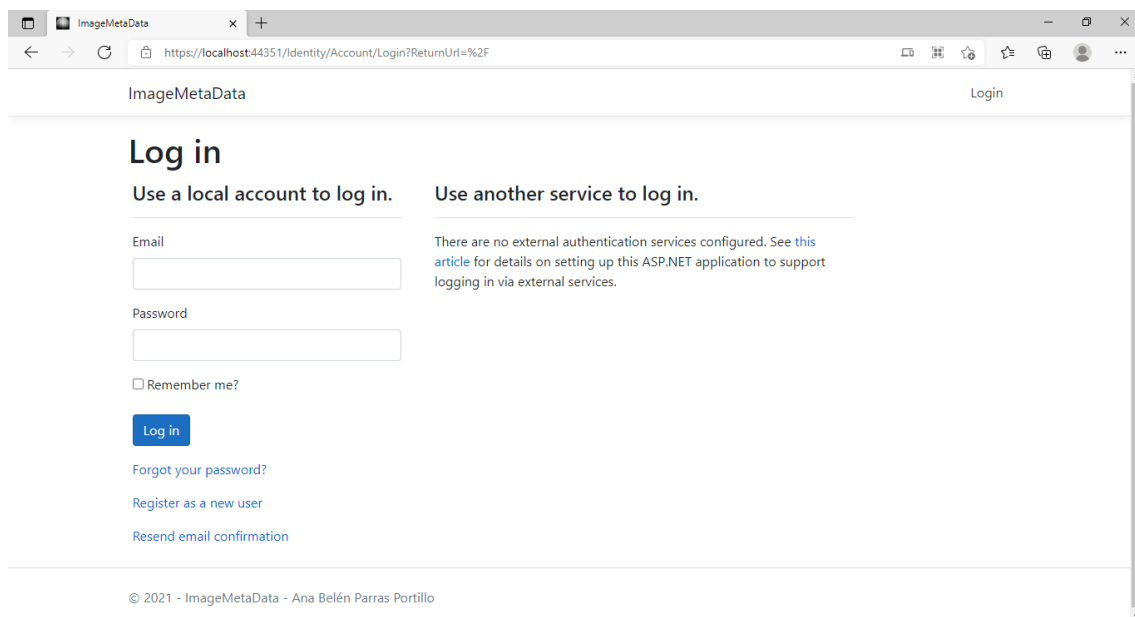 ImageMetaData
https://localhost:44351/Identity/Account/Login?ReturnUrl=%2F
ImageMetaData
Login
Log in
Use a local account to log in.
Email
Password
Remember me?
Log in
Forgot your password?
Register as a new user
Resend email confirmation
Use another service to log in.
There are no external authentication services configured. See this
article for details on setting up this ASP.NET application to support
logging in via external services.
© 2021 - ImageMetaData - Ana Belén Parras Portillo